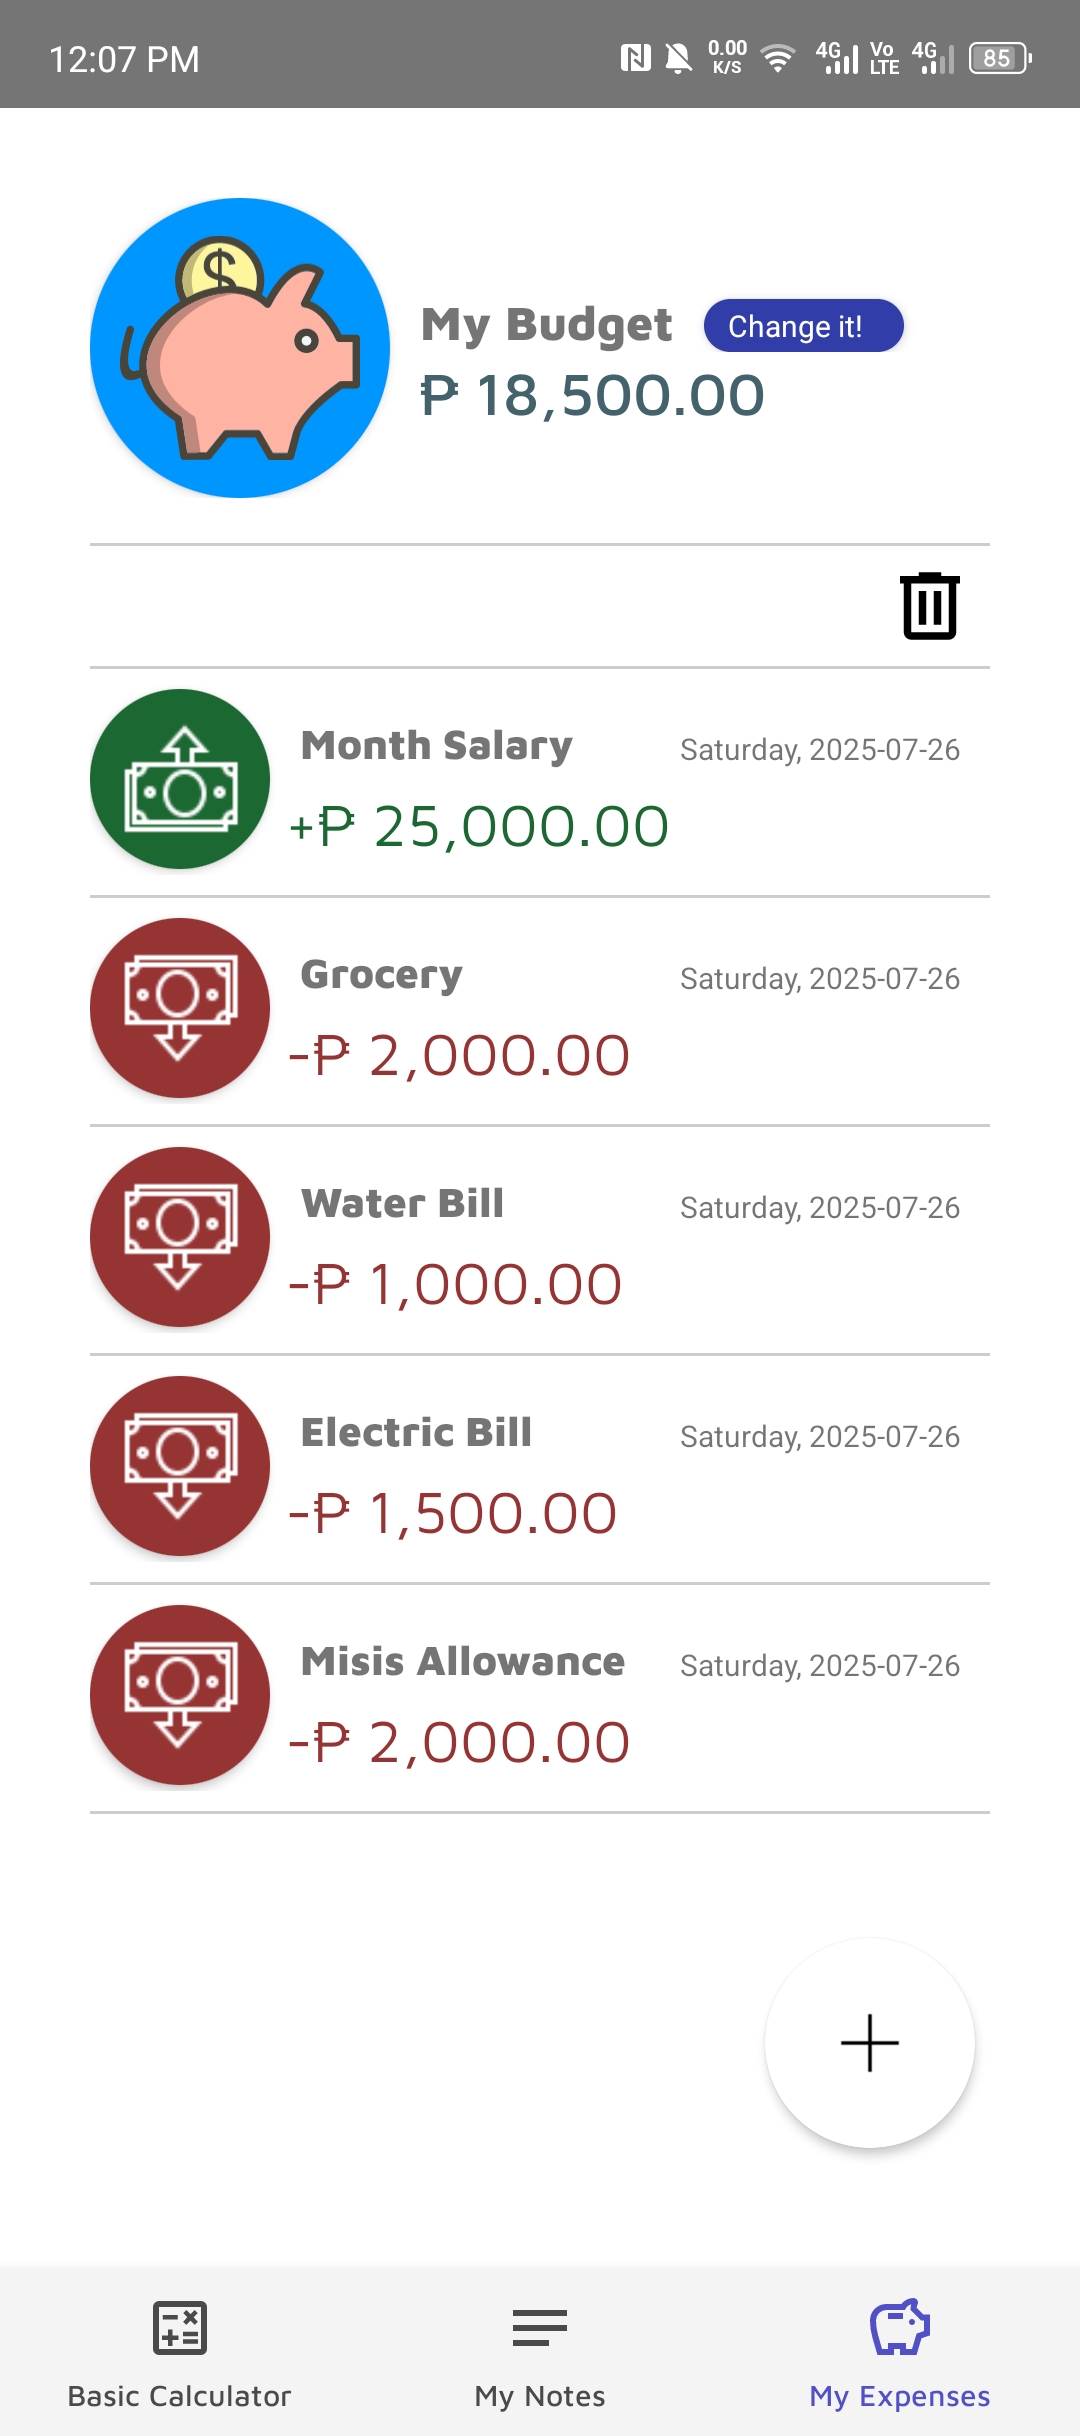 12:07 PM
0.00 K/S 4G Vo LTE 4G 85
$
My Budget Change it!
₱ 18,500.00
Month Salary Saturday, 2025-07-26
+₱ 25,000.00
Grocery Saturday, 2025-07-26
-₱ 2,000.00
Water Bill Saturday, 2025-07-26
-₱ 1,000.00
Electric Bill Saturday, 2025-07-26
-₱ 1,500.00
Misis Allowance Saturday, 2025-07-26
-₱ 2,000.00
Basic Calculator My Notes My Expenses